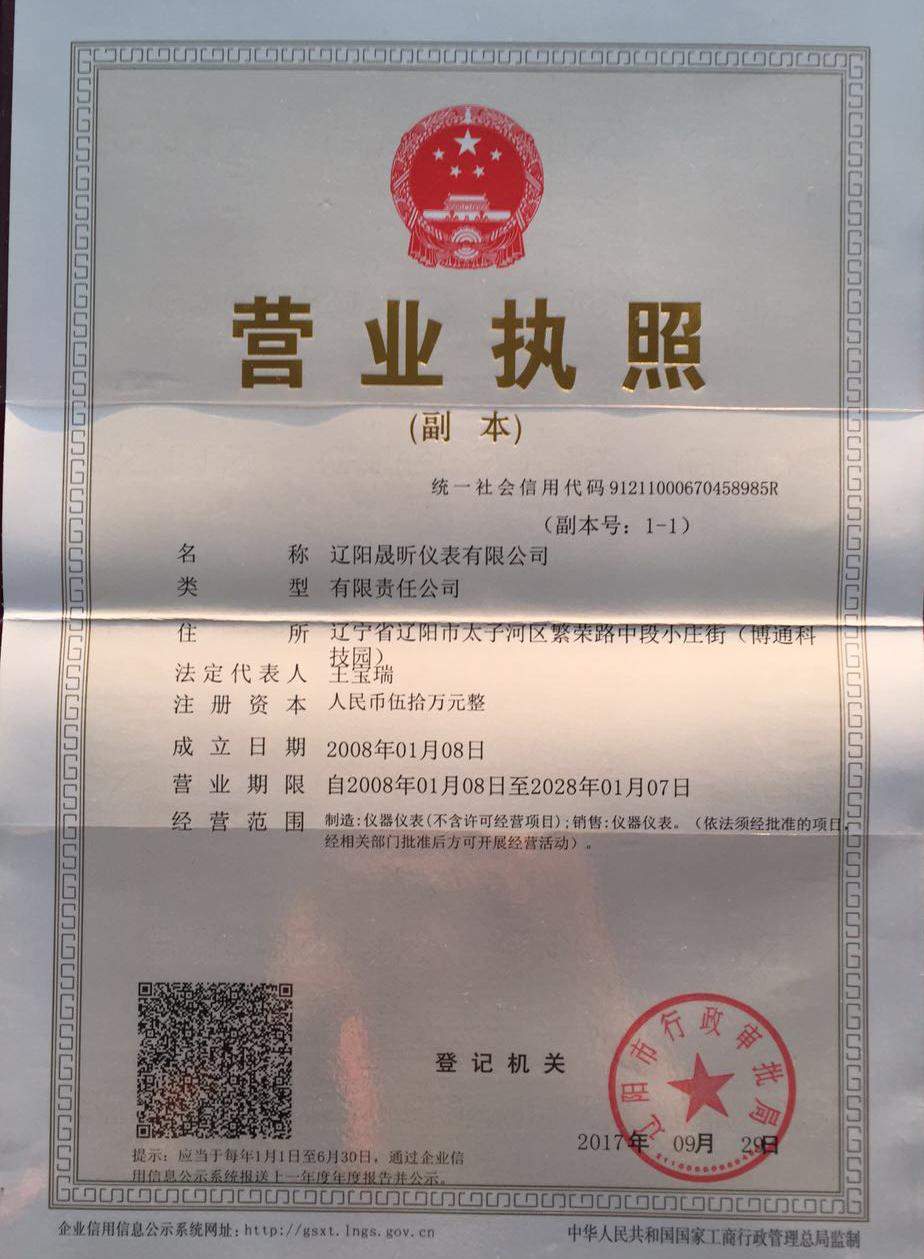 营业执照
(副 本)
统一社会信用代码91211000670458985R
（副本号：1-1）
名 称 辽阳晟昕仪表有限公司
类 型 有限责任公司
住 所 辽宁省辽阳市太子河区繁荣路中段小庄街（博通科
技园）
法定代表人 王宝瑞
注册资本 人民币伍拾万元整
成立日期 2008年01月08日
营业期限 自2008年01月08日至2028年01月07日
经营范围 制造:仪器仪表(不含许可经营项目);销售:仪器仪表。（依法须经批准的项目，
经相关部门批准后方可开展经营活动）。
登记机关
辽阳市行政审批局
2017年 09月 29日
提示：应当于每年1月1日至6月30日，通过企业信
用信息公示系统报送上一年度年度报告并公示。
企业信用信息公示系统网址：http://gsxt.lngs.gov.cn
中华人民共和国国家工商行政管理总局监制